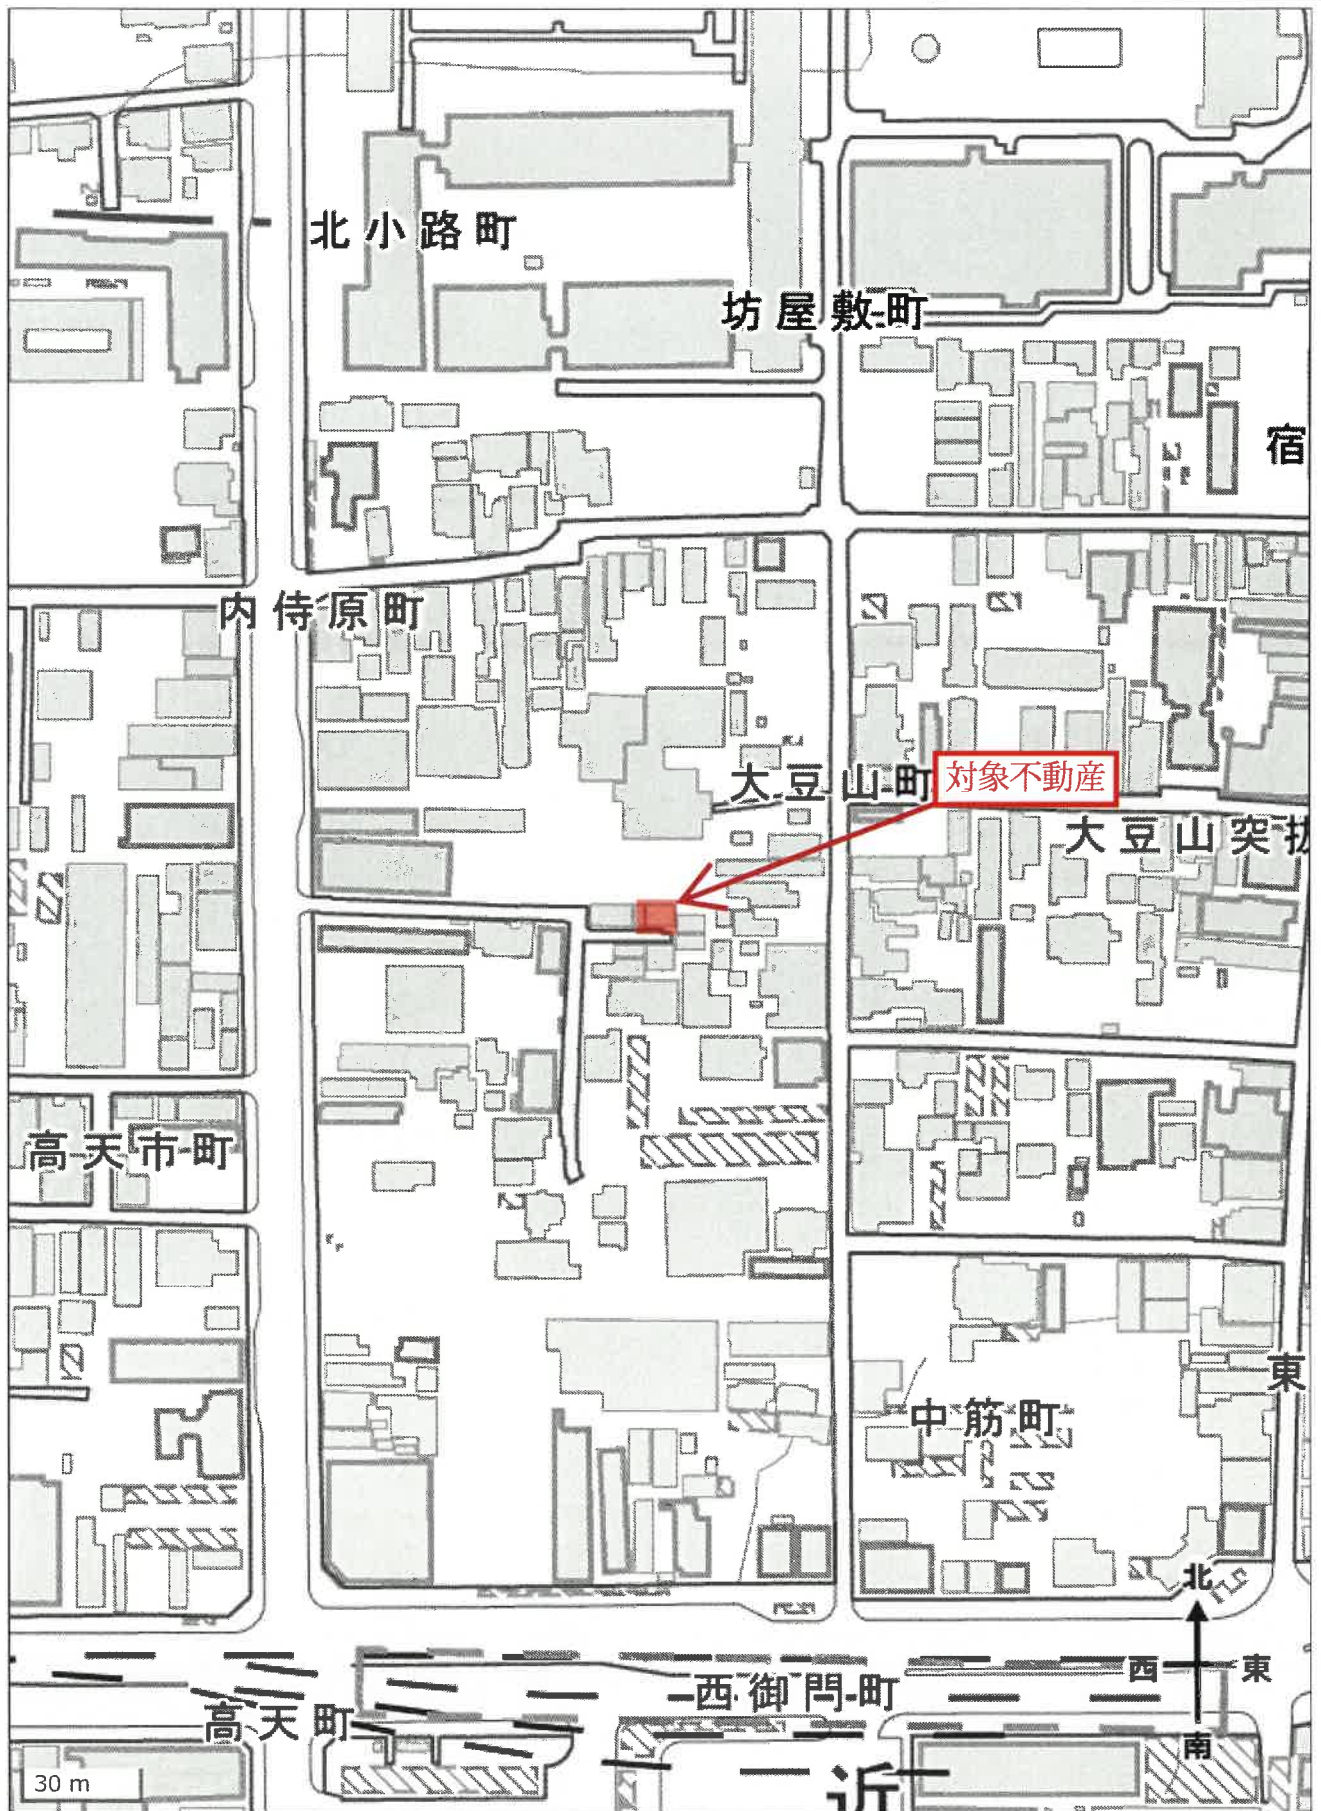 北小路町
坊屋敷町
宿
内侍原町
大豆山町
対象不動産
大豆山突抜
高天市町
東
中筋町
北
西 東
西御門町
高天町
南
近
30 m